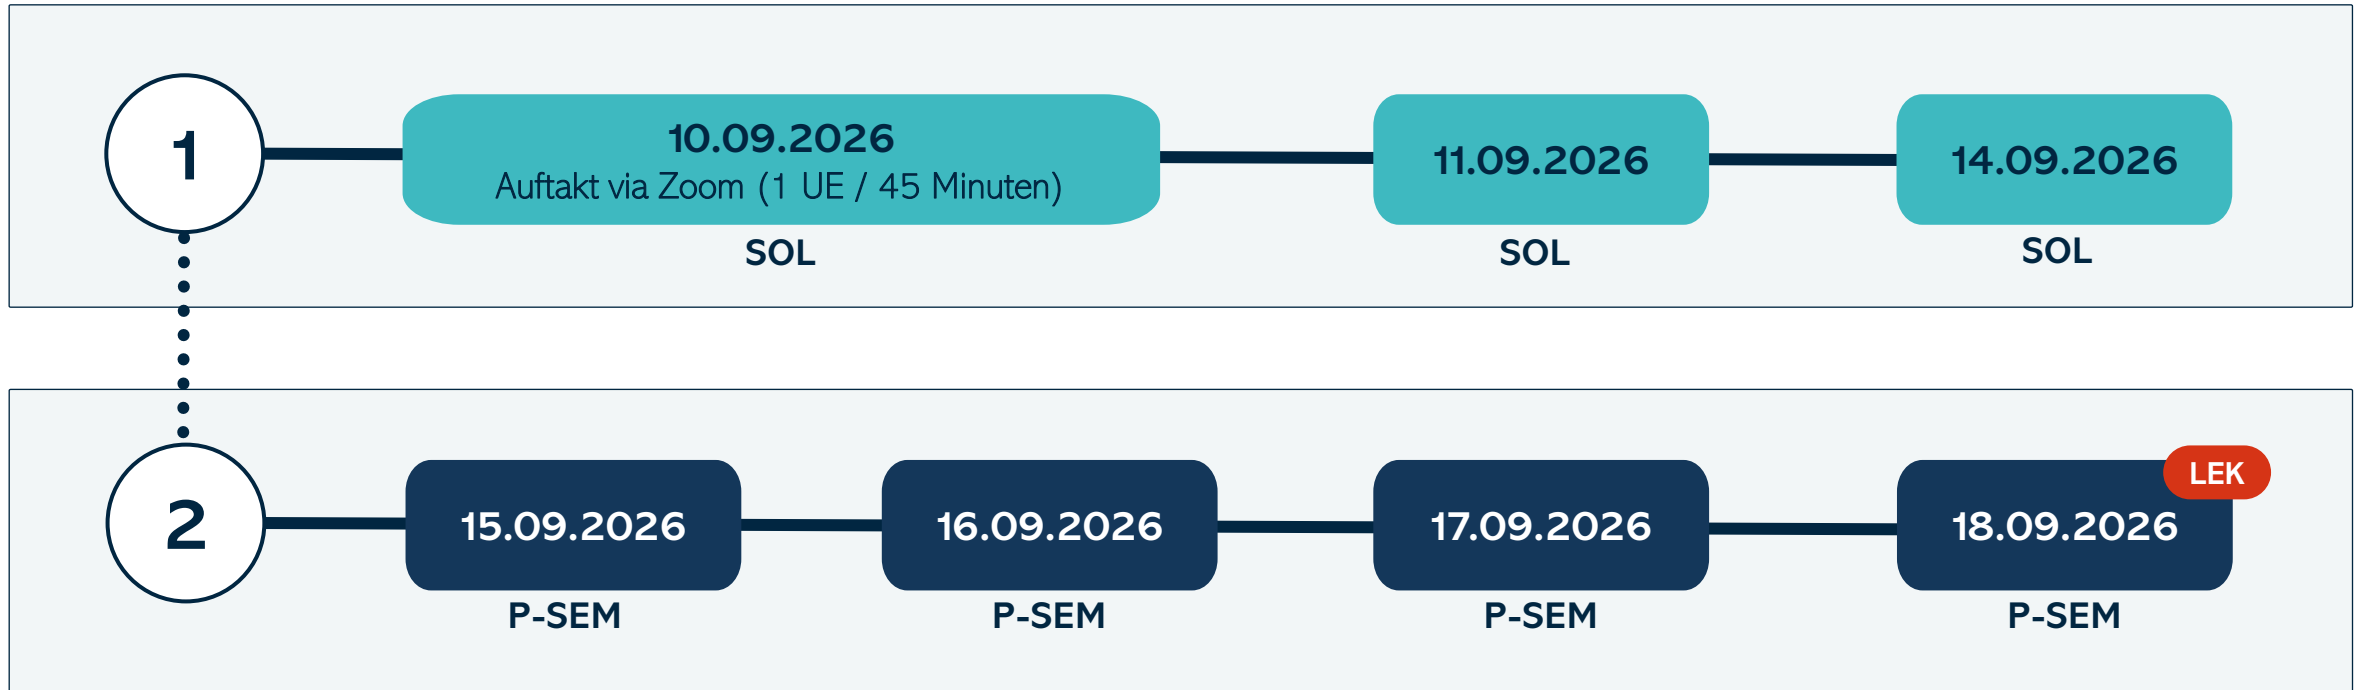 1
10.09.2026
Auftakt via Zoom (1 UE / 45 Minuten)
SOL
11.09.2026
SOL
14.09.2026
SOL
2
15.09.2026
P-SEM
16.09.2026
P-SEM
17.09.2026
P-SEM
LEK
18.09.2026
P-SEM